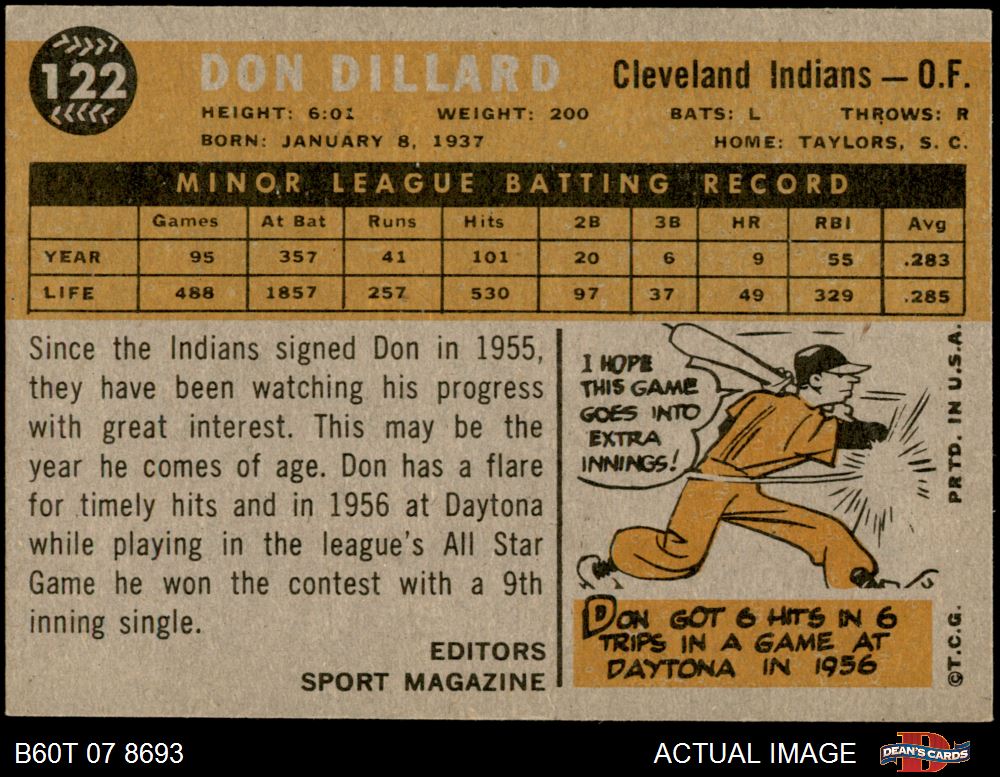 122
DON DILLARD
Cleveland Indians — O.F.
HEIGHT: 6:01 WEIGHT: 200 BATS: L THROWS: R
BORN: JANUARY 8, 1937 HOME: TAYLORS, S. C.
MINOR LEAGUE BATTING RECORD
Games At Bat Runs Hits 2B 3B HR RBI Avg
YEAR 95 357 41 101 20 6 9 55 .283
LIFE 488 1857 257 530 97 37 49 329 .285
Since the Indians signed Don in 1955,
they have been watching his progress
with great interest. This may be the
year he comes of age. Don has a flare
for timely hits and in 1956 at Daytona
while playing in the league's All Star
Game he won the contest with a 9th
inning single.
EDITORS
SPORT MAGAZINE
I HOPE
THIS GAME
GOES INTO
EXTRA
INNINGS!
DON GOT 6 HITS IN 6
TRIPS IN A GAME AT
DAYTONA IN 1956
PRTD. IN U.S.A.
©T.C.G.
B60T 07 8693
ACTUAL IMAGE
DEAN'S CARDS